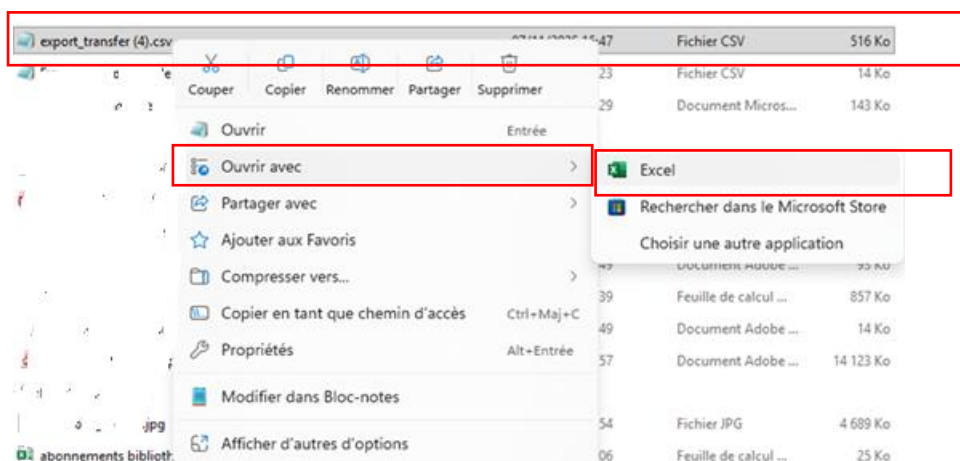 export_transfer (4).csv 15:47 Fichier CSV 516 Ko
23 Fichier CSV 14 Ko
Couper Copier Renommer Partager Supprimer
29 Document Micros... 143 Ko
Ouvrir Entrée
Ouvrir avec
Excel
Partager avec
Rechercher dans le Microsoft Store
Ajouter aux Favoris
Choisir une autre application
Document Adobe ... 93 Ko
Compresser vers...
39 Feuille de calcul ... 857 Ko
Copier en tant que chemin d'accès Ctrl+Maj+C
49 Document Adobe ... 14 Ko
Propriétés Alt+Entrée
57 Document Adobe ... 14 123 Ko
Modifier dans Bloc-notes
.jpg 54 Fichier JPG 4 689 Ko
Afficher d'autres d'options
abonnements biblioth 06 Feuille de calcul ... 25 Ko